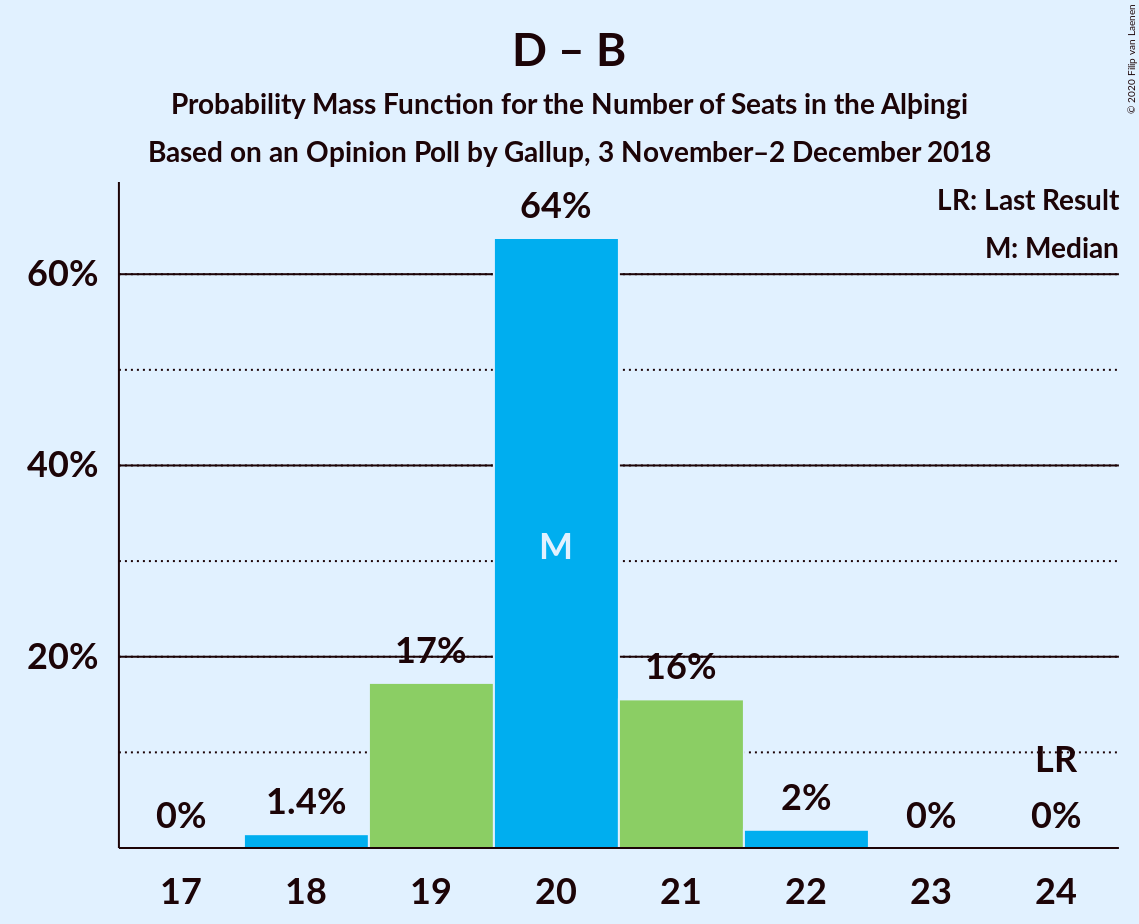 D – B
Probability Mass Function for the Number of Seats in the Alþingi
Based on an Opinion Poll by Gallup, 3 November–2 December 2018
© 2020 Filip van Laenen
LR: Last Result
M: Median
60%
40%
20%
0%
1.4%
17%
64%
M
16%
2%
0%
LR
0%
17 18 19 20 21 22 23 24